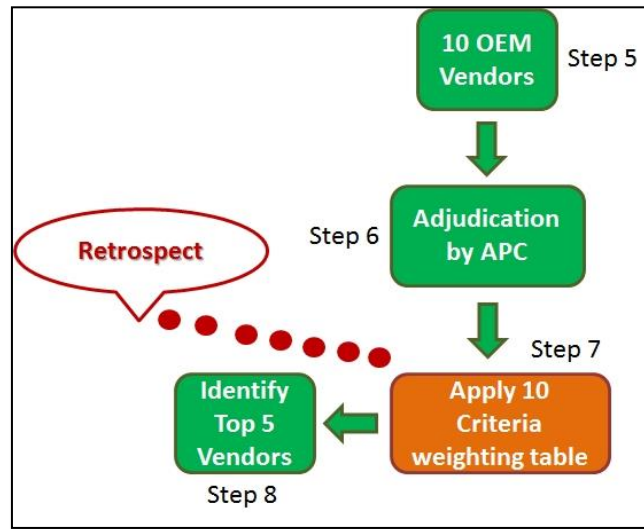 10 OEM
Vendors
Step 5
Adjudication
by APC
Step 6
Retrospect
Step 7
Apply 10
Criteria
weighting table
Identify
Top 5
Vendors
Step 8